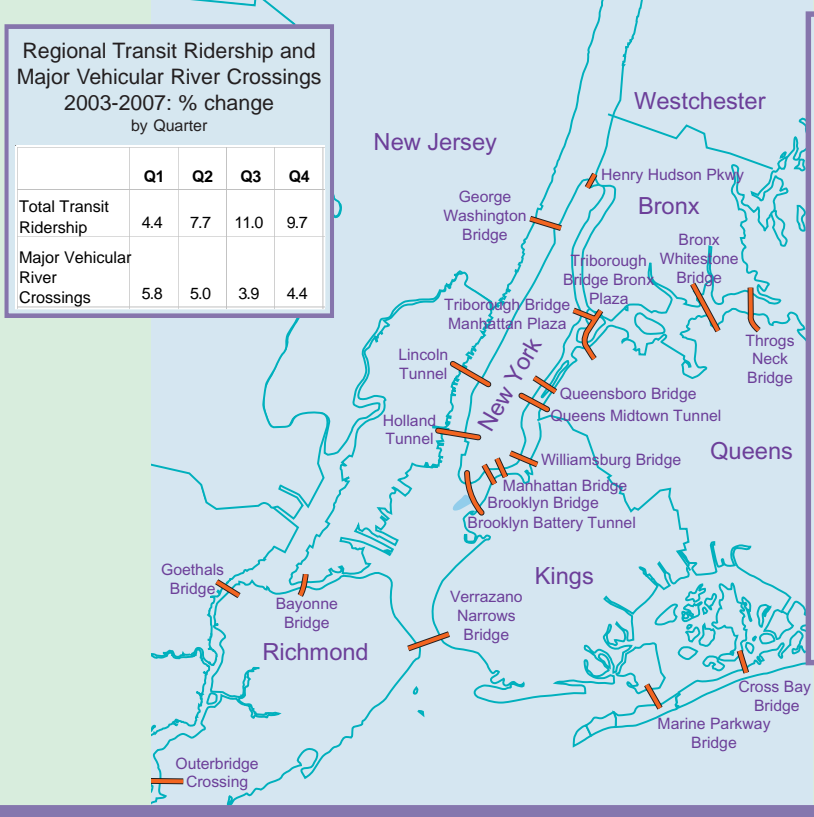 Regional Transit Ridership and
Major Vehicular River Crossings
2003-2007: % change
by Quarter
Q1 Q2 Q3 Q4
Total Transit
Ridership 4.4 7.7 11.0 9.7
Major Vehicular
River
Crossings 5.8 5.0 3.9 4.4
Westchester
New Jersey
Henry Hudson Pkwy
George
Washington
Bridge
Bronx
Bronx
Whitestone
Bridge
Triborough
Bridge Bronx
Plaza
Triborough Bridge
Manhattan Plaza
Throgs
Neck
Bridge
Lincoln
Tunnel
New York
Queensboro Bridge
Queens Midtown Tunnel
Holland
Tunnel
Queens
Williamsburg Bridge
Manhattan Bridge
Brooklyn Bridge
Brooklyn Battery Tunnel
Goethals
Bridge
Kings
Bayonne
Bridge
Verrazano
Narrows
Bridge
Richmond
Cross Bay
Bridge
Marine Parkway
Bridge
Outerbridge
Crossing